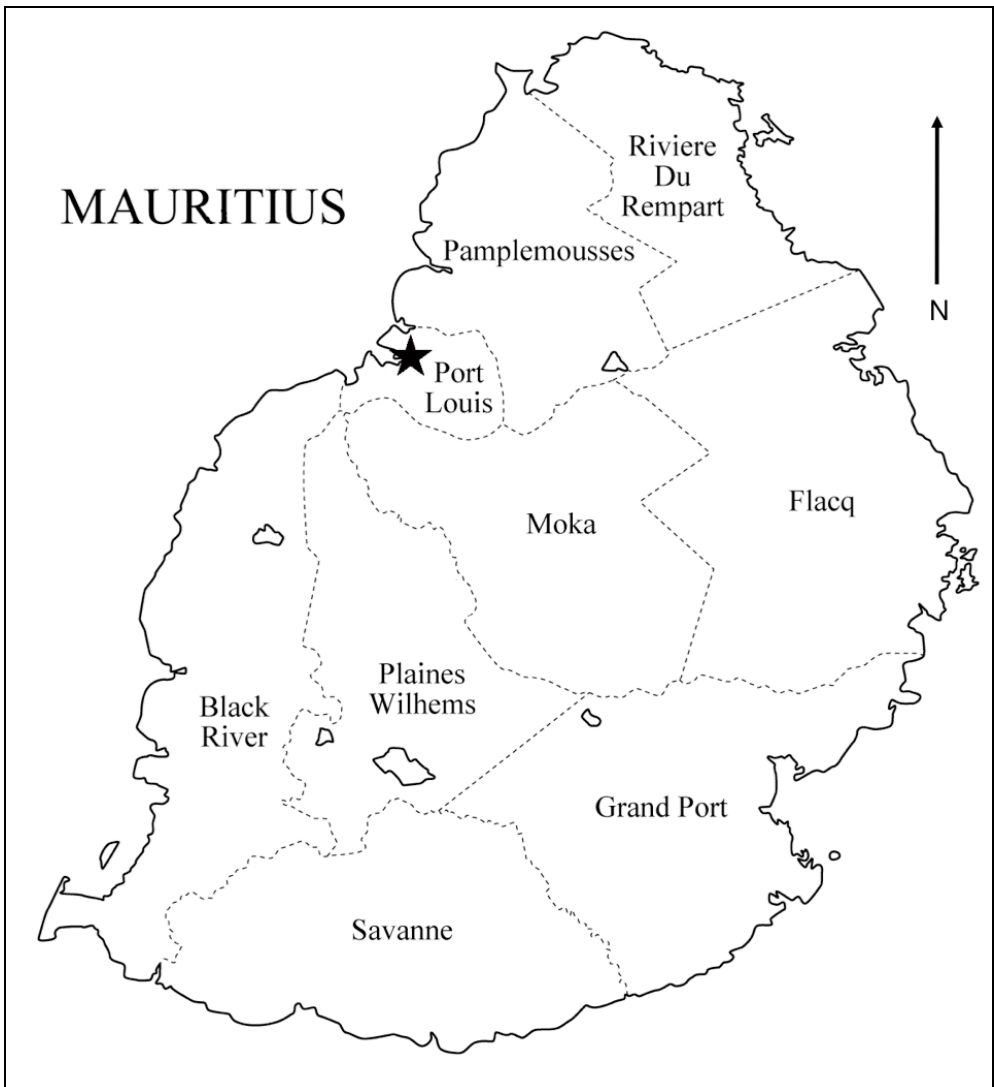 MAURITIUS
Riviere
Du
Rempart
Pamplemousses
N
Port
Louis
Flacq
Moka
Plaines
Wilhems
Black
River
Grand Port
Savanne